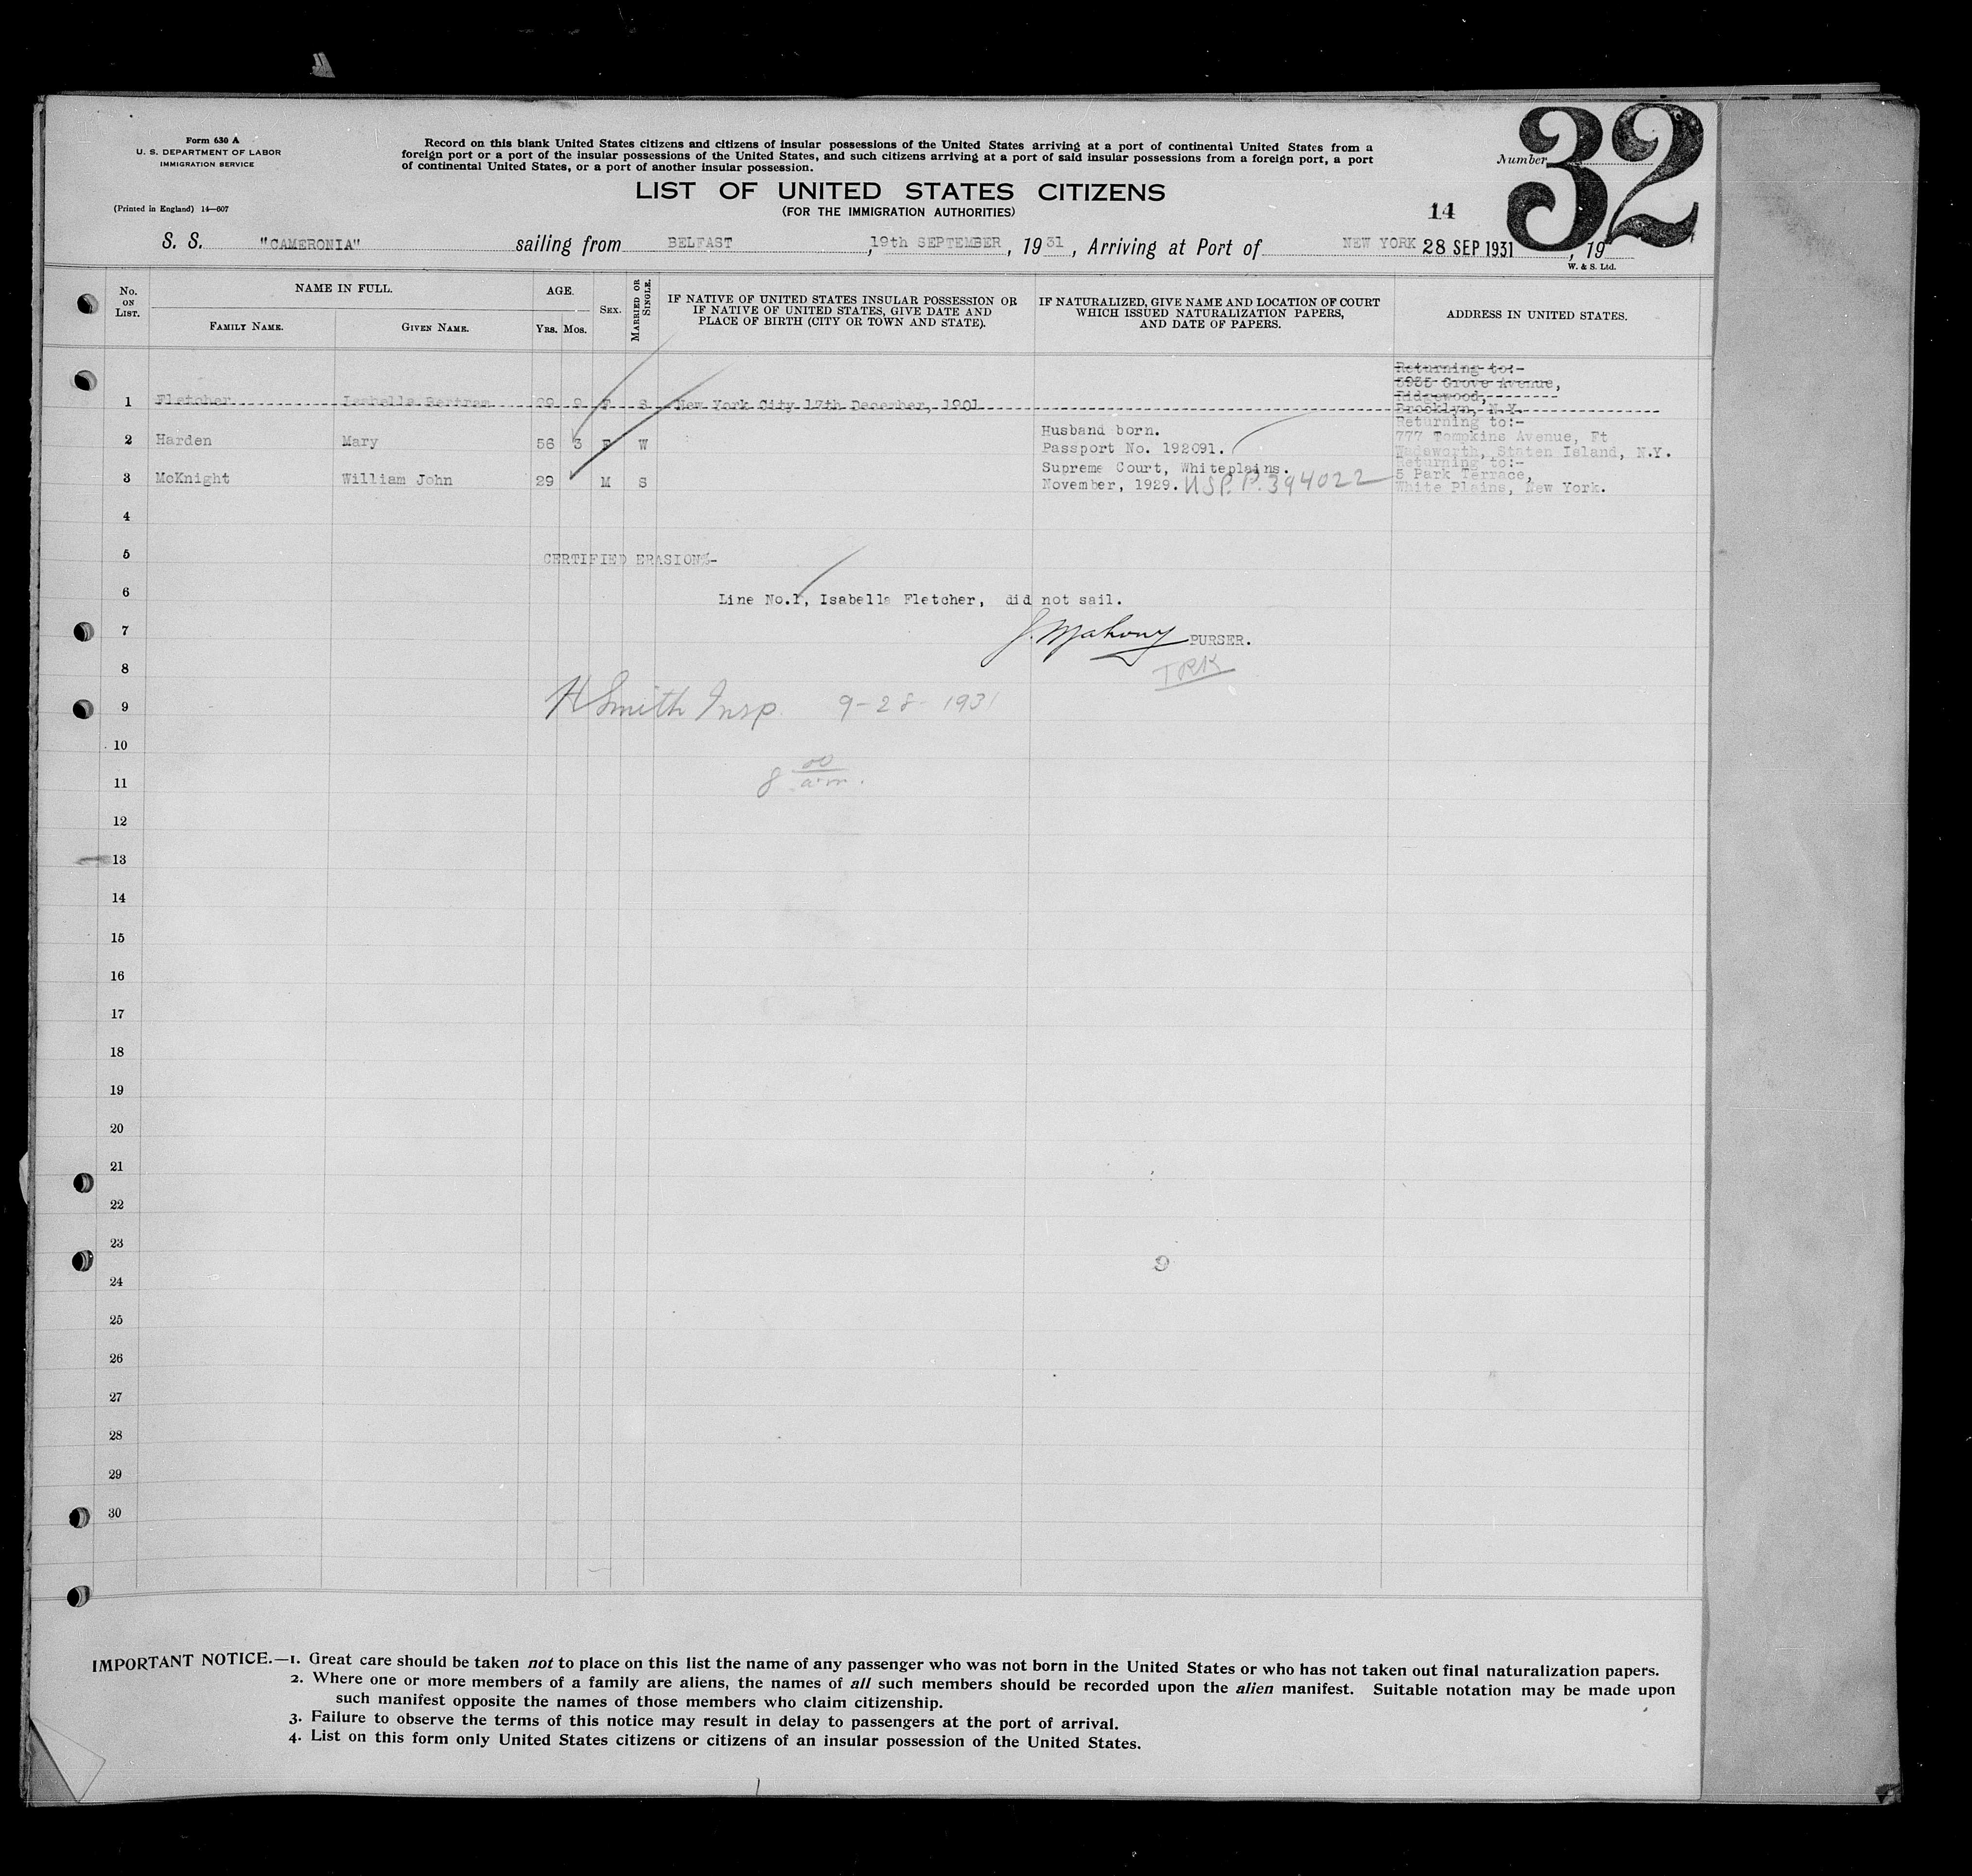 Form 630 A
U. S. DEPARTMENT OF LABOR
IMMIGRATION SERVICE
(Printed in England) 14—607
Record on this blank United States citizens and citizens of insular possessions of the United States arriving at a port of continental United States from a
foreign port or a port of the insular possessions of the United States, and such citizens arriving at a port of said insular possessions from a foreign port, a port
of continental United States, or a port of another insular possession.
Number 32
LIST OF UNITED STATES CITIZENS
(FOR THE IMMIGRATION AUTHORITIES)
14
S. S. "CAMERONIA" sailing from BELFAST, 19th SEPTEMBER, 1931, Arriving at Port of NEW YORK 28 SEP 1931, 19
W. & S. Ltd.
No. ON LIST.
NAME IN FULL.
FAMILY NAME.
GIVEN NAME.
AGE.
YRS. MOS.
SEX.
MARRIED OR SINGLE.
IF NATIVE OF UNITED STATES INSULAR POSSESSION OR
IF NATIVE OF UNITED STATES, GIVE DATE AND
PLACE OF BIRTH (CITY OR TOWN AND STATE).
IF NATURALIZED, GIVE NAME AND LOCATION OF COURT
WHICH ISSUED NATURALIZATION PAPERS,
AND DATE OF PAPERS.
ADDRESS IN UNITED STATES.
1 Fletcher Isabella Bertram 29 9 F S New York City 17th December, 1901
Returning to:-
Grove Avenue,
Ridgewood,
Brooklyn, N.Y.
2 Harden Mary 56 3 F W
Husband born.
Passport No. 192091.
Returning to:-
777 Tompkins Avenue, Ft
Wadsworth, Staten Island, N.Y.
3 McKnight William John 29 M S
Supreme Court, Whiteplains.
November, 1929. USP.P. 394022
Returning to:-
5 Park Terrace,
White Plains, New York.
4
5 CERTIFIED ERASION:-
6 Line No.1, Isabella Fletcher, did not sail.
7 J. Mahony PURSER.
8
9 H Smith Insp. 9-28-1931
10
11 8 00 a.m.
12
13
14
15
16
17
18
19
20
21
22
23
24
25
26
27
28
29
30
IMPORTANT NOTICE.—1. Great care should be taken not to place on this list the name of any passenger who was not born in the United States or who has not taken out final naturalization papers.
2. Where one or more members of a family are aliens, the names of all such members should be recorded upon the alien manifest. Suitable notation may be made upon
such manifest opposite the names of those members who claim citizenship.
3. Failure to observe the terms of this notice may result in delay to passengers at the port of arrival.
4. List on this form only United States citizens or citizens of an insular possession of the United States.